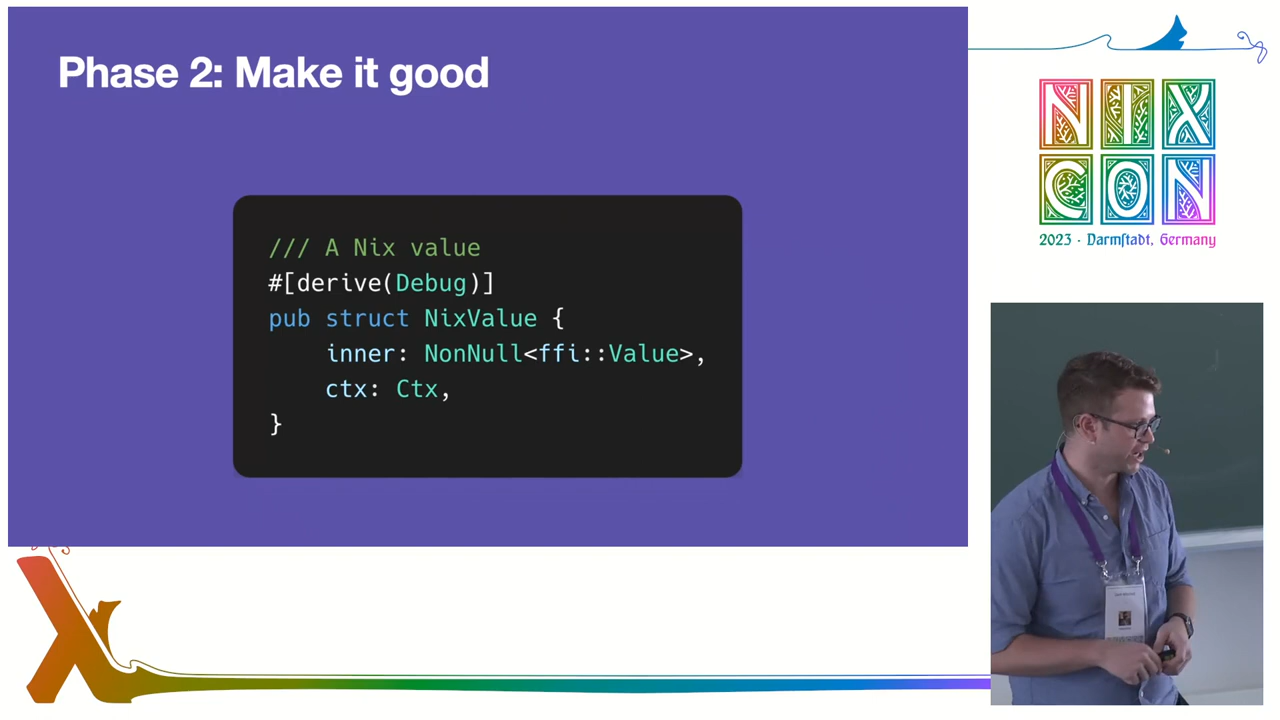 Phase 2: Make it good
/// A Nix value
#[derive(Debug)]
pub struct NixValue {
    inner: NonNull<ffi::Value>,
    ctx: Ctx,
}
NIX
CON
2023 · Darmſtadt, Germany